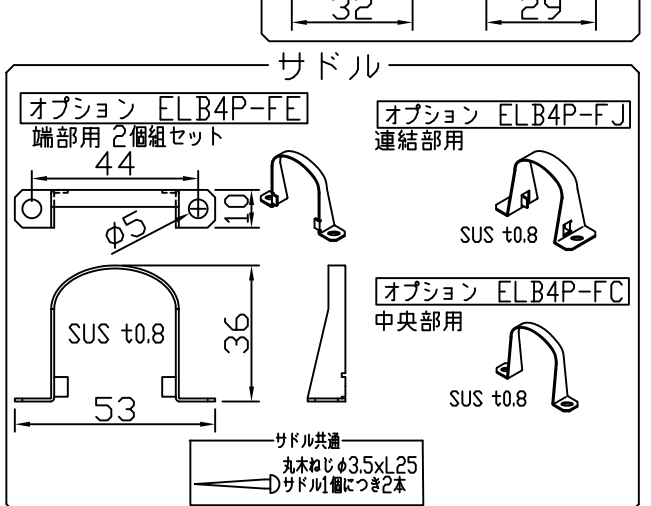 32 29
サドル
オプション ELB4P-FE
端部用 2個組セット
44
10
φ5
SUS t0.8
36
53
オプション ELB4P-FJ
連結部用
SUS t0.8
オプション ELB4P-FC
中央部用
SUS t0.8
サドル共通
丸木ねじφ3.5xL25
サドル1個につき2本